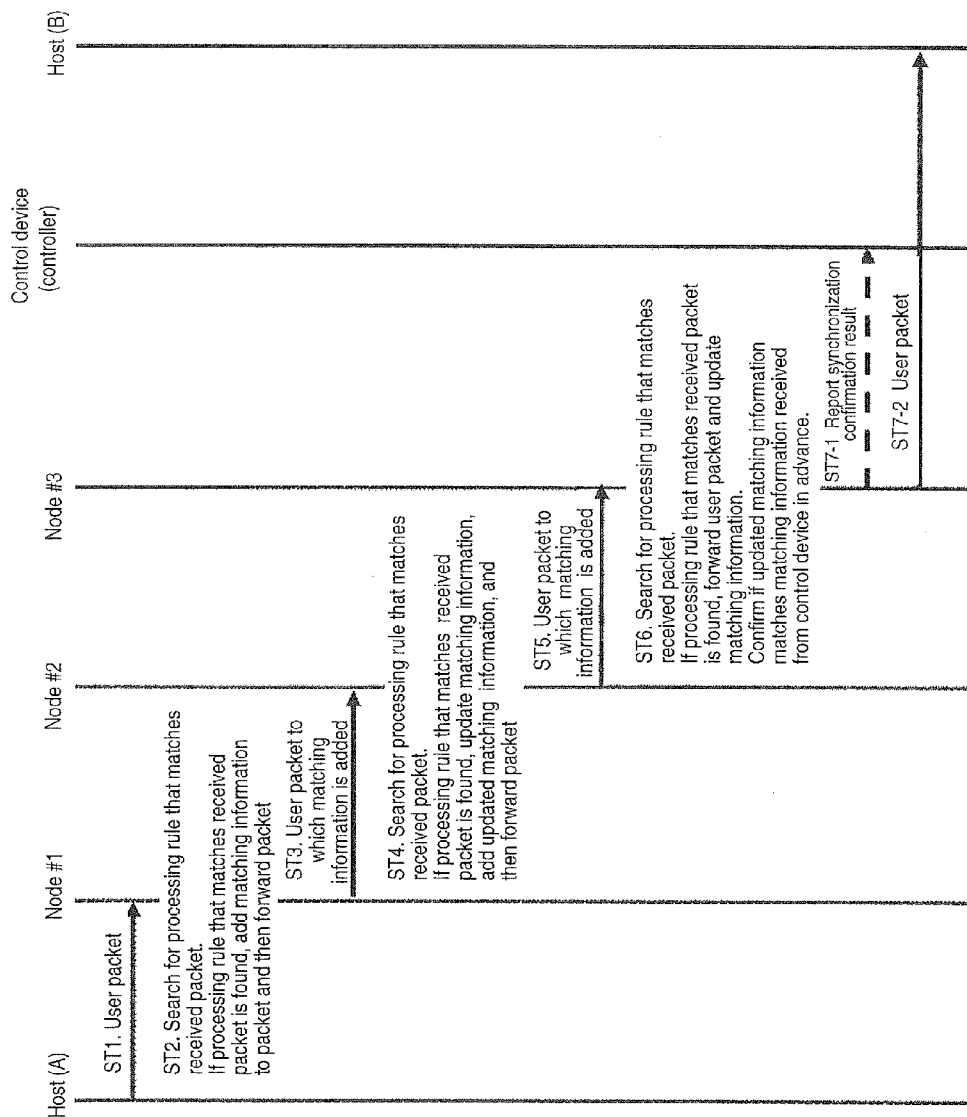 Host (A)
Node #1
Node #2
Node #3
Control device
(controller)
Host (B)
ST1. User packet
ST2. Search for processing rule that matches
received packet.
If processing rule that matches received
packet is found, add matching information
to packet and then forward packet
ST3. User packet to
which matching
information is added
ST4. Search for processing rule that matches
received packet.
If processing rule that matches received
packet is found, update matching information,
add updated matching information, and
then forward packet
ST5. User packet to
which matching
information is added
ST6. Search for processing rule that matches
received packet.
If processing rule that matches received packet
is found, forward user packet and update
matching information.
Confirm if updated matching information
matches matching information received
from control device in advance.
ST7-1 Report synchronization
confirmation result
ST7-2 User packet